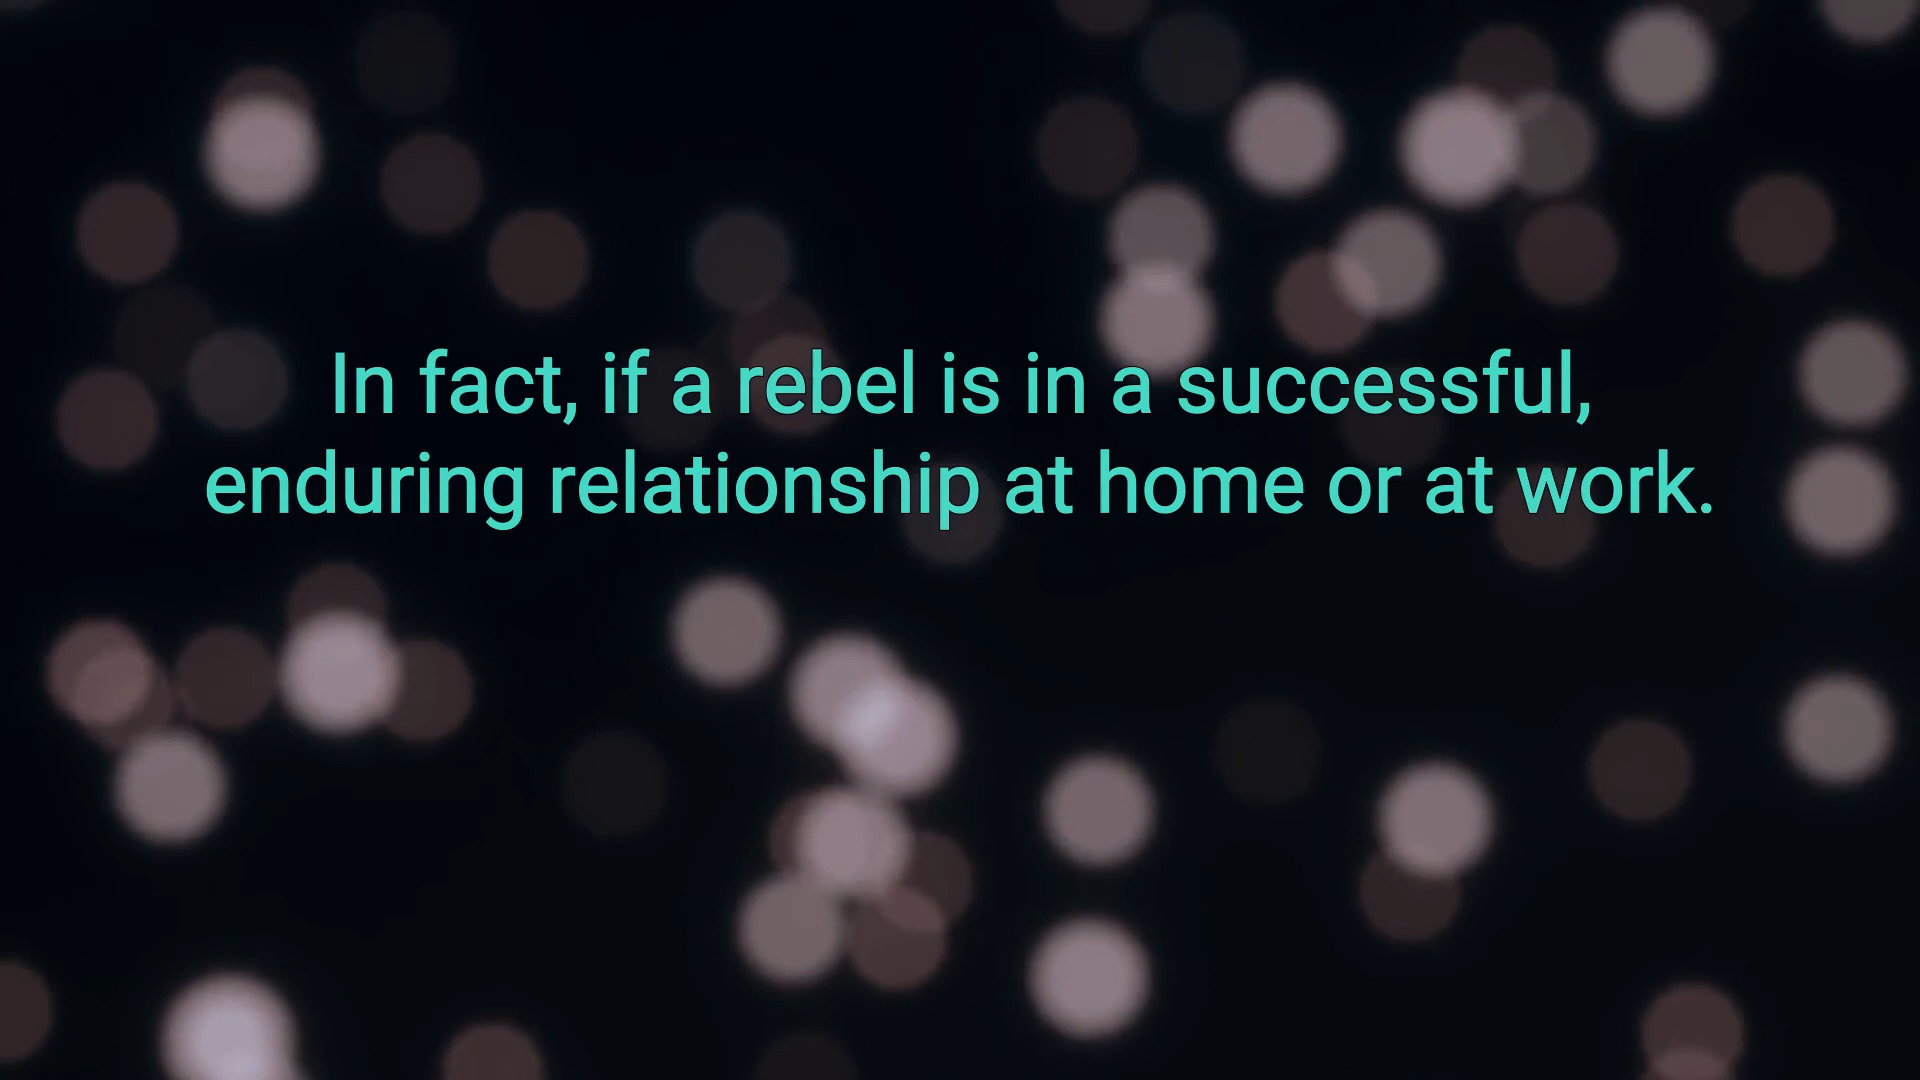 In fact, if a rebel is in a successful,
enduring relationship at home or at work.